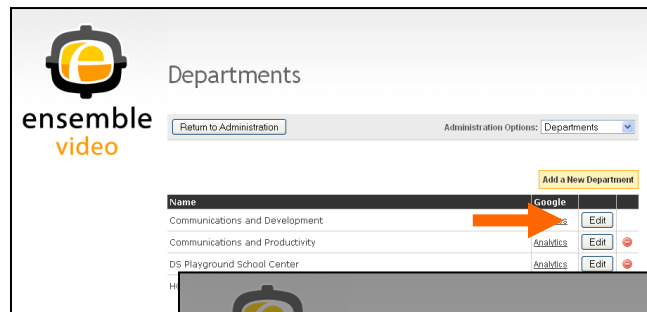 Departments
ensemble
video
Return to Administration Administration Options: Departments
Add a New Department
Name Google
Communications and Development Edit
Communications and Productivity Analytics Edit
DS Playground School Center Analytics Edit